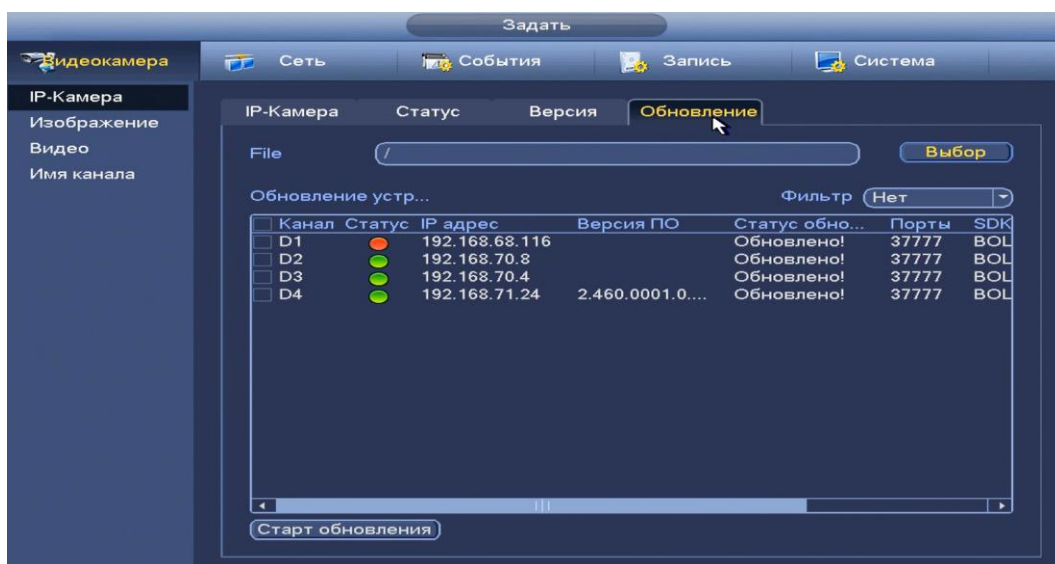 Задать
Видеокамера Сеть События Запись Система
IP-Камера
Изображение
Видео
Имя канала
IP-Камера Статус Версия Обновление
File / Выбор
Обновление устр... Фильтр Нет
Канал Статус IP адрес Версия ПО Статус обно... Порты SDK
D1 192.168.68.116 Обновлено! 37777 BOL
D2 192.168.70.8 Обновлено! 37777 BOL
D3 192.168.70.4 Обновлено! 37777 BOL
D4 192.168.71.24 2.460.0001.0.... Обновлено! 37777 BOL
Старт обновления